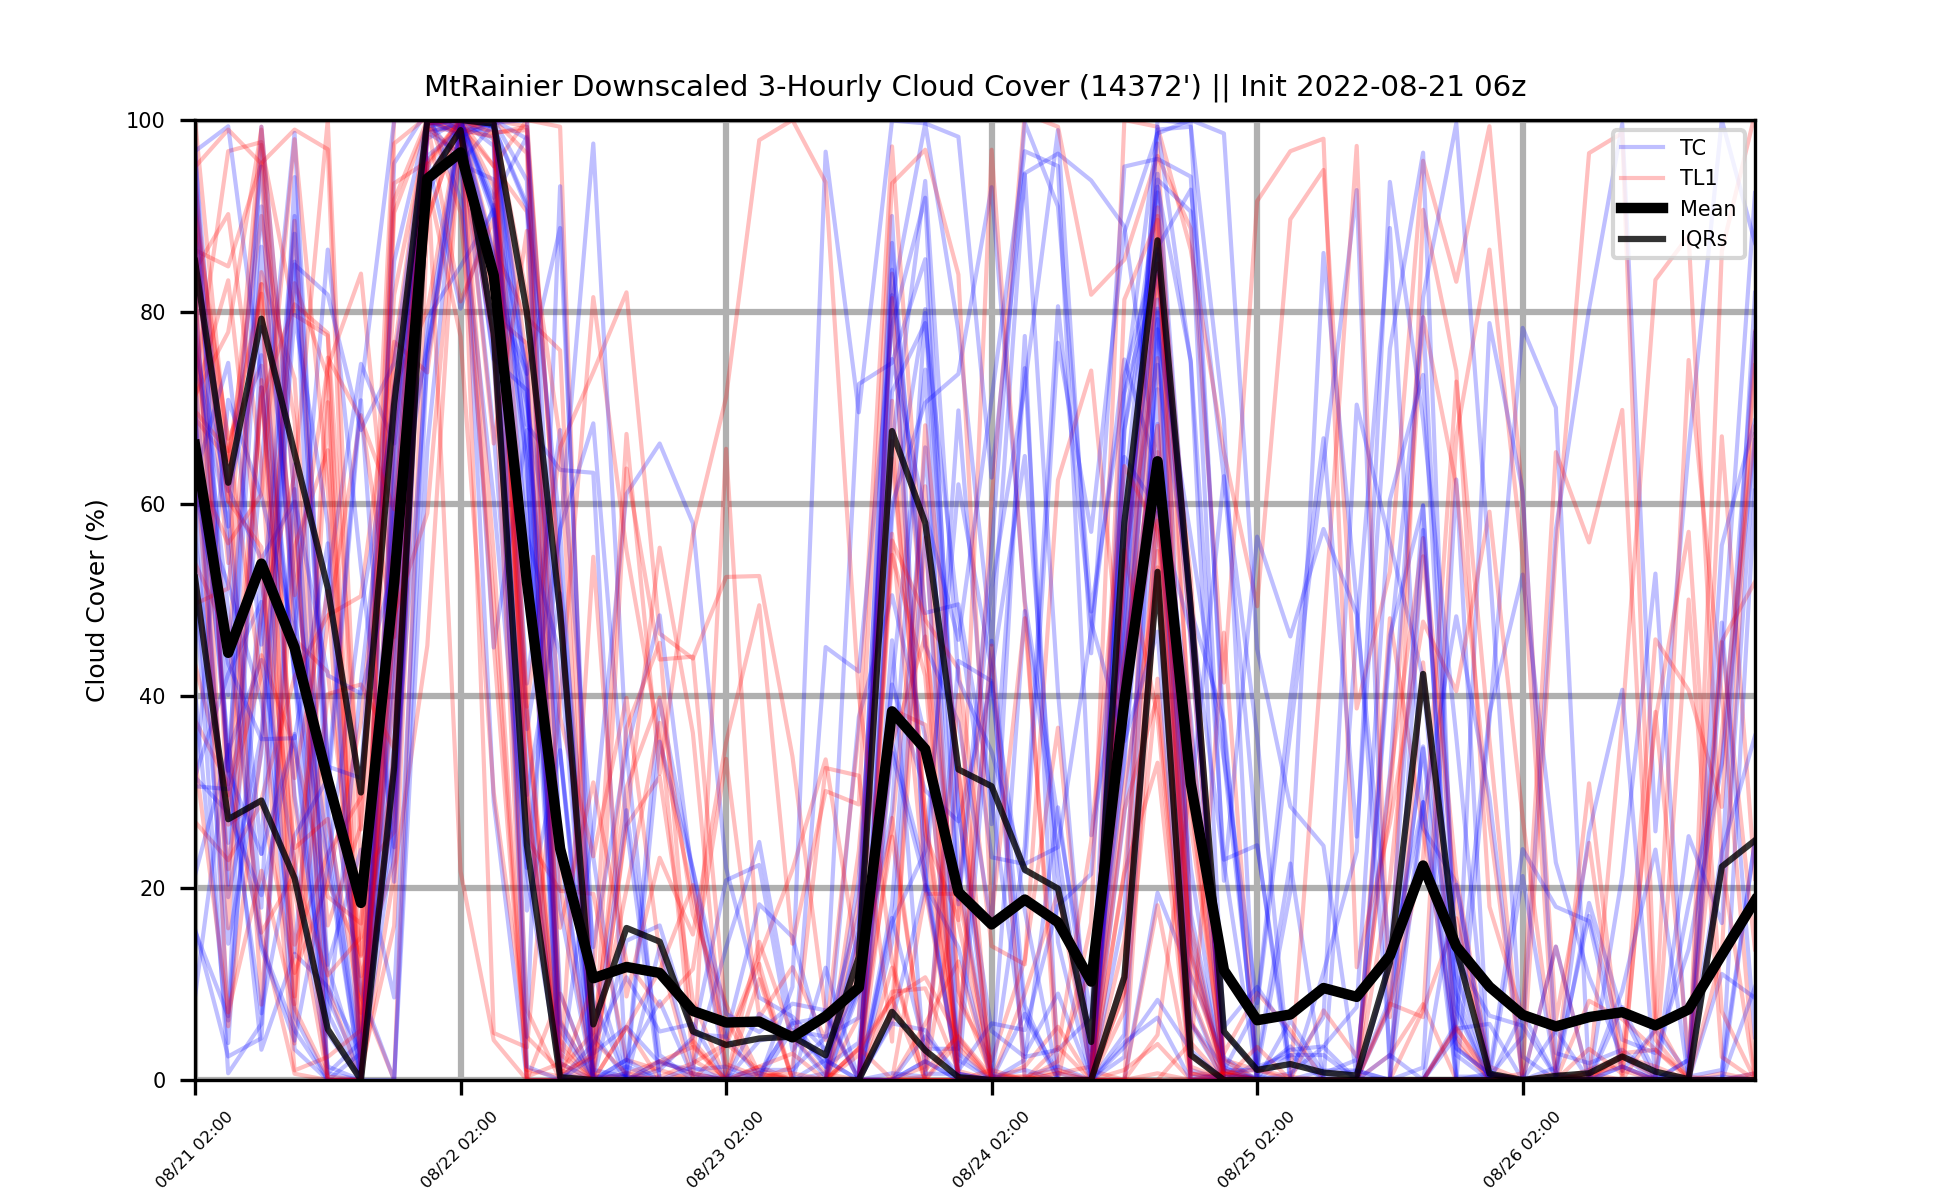 MtRainier Downscaled 3-Hourly Cloud Cover (14372') || Init 2022-08-21 06z
TC
TL1
Mean
IQRs
Cloud Cover (%)
100
80
60
40
20
0
08/21 02:00
08/22 02:00
08/23 02:00
08/24 02:00
08/25 02:00
08/26 02:00